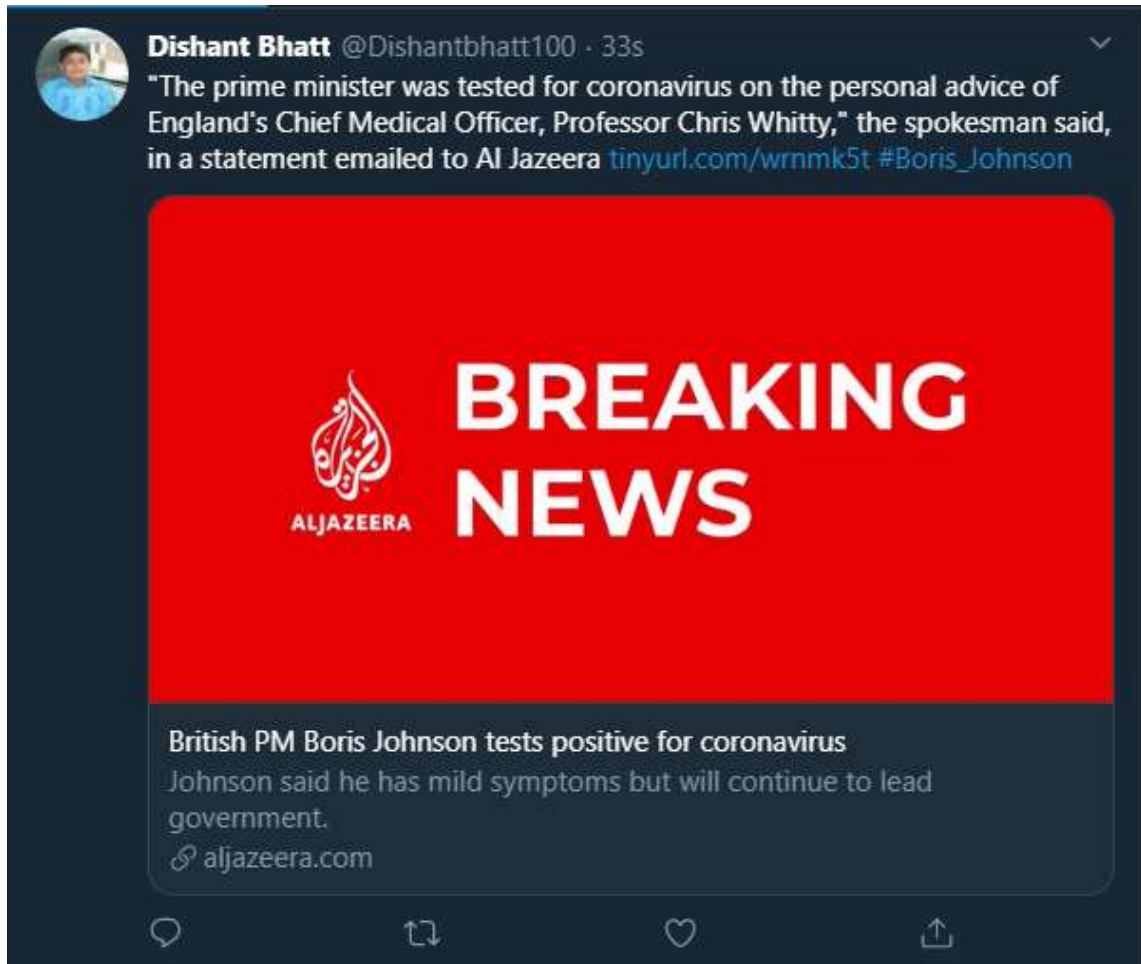 Dishant Bhatt @Dishantbhatt100 · 33s
"The prime minister was tested for coronavirus on the personal advice of
England's Chief Medical Officer, Professor Chris Whitty," the spokesman said,
in a statement emailed to Al Jazeera tinyurl.com/wrnmk5t #Boris_Johnson
BREAKING
NEWS
الجزيرة
ALJAZEERA
British PM Boris Johnson tests positive for coronavirus
Johnson said he has mild symptoms but will continue to lead
government.
aljazeera.com